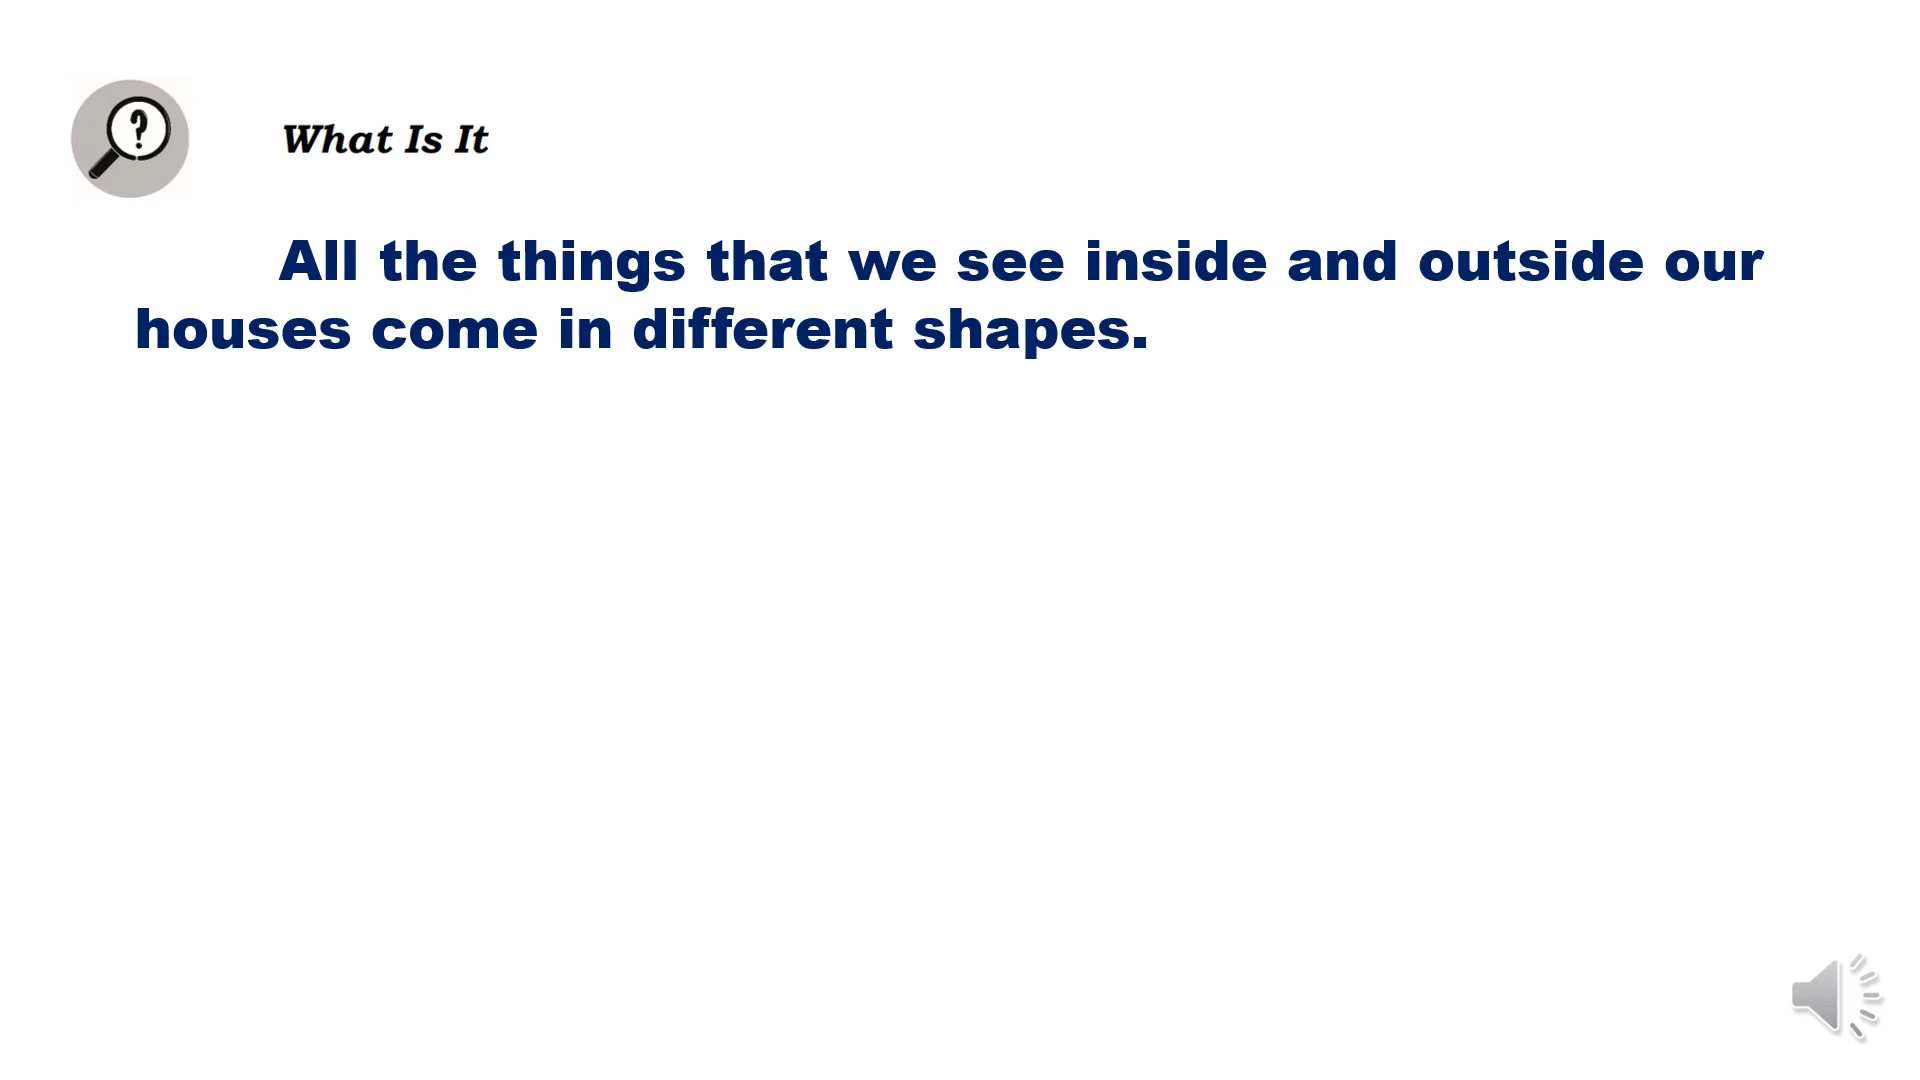 What Is It
All the things that we see inside and outside our
houses come in different shapes.